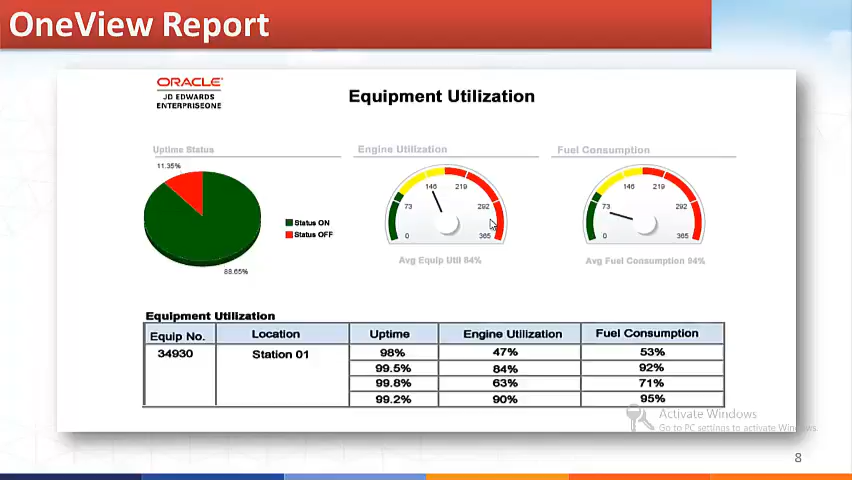 OneView Report
ORACLE
JD EDWARDS
ENTERPRISEONE
Equipment Utilization
Uptime Status
11.35%
88.65%
Status ON
Status OFF
Engine Utilization
0 73 146 219 292 365
Avg Equip Util 84%
Fuel Consumption
0 73 146 219 292 365
Avg Fuel Consumption 94%
Equipment Utilization
Equip No. Location Uptime Engine Utilization Fuel Consumption
34930 Station 01 98% 47% 53%
99.5% 84% 92%
99.8% 63% 71%
99.2% 90% 95%
Activate Windows
Go to PC settings to activate Windows.
8